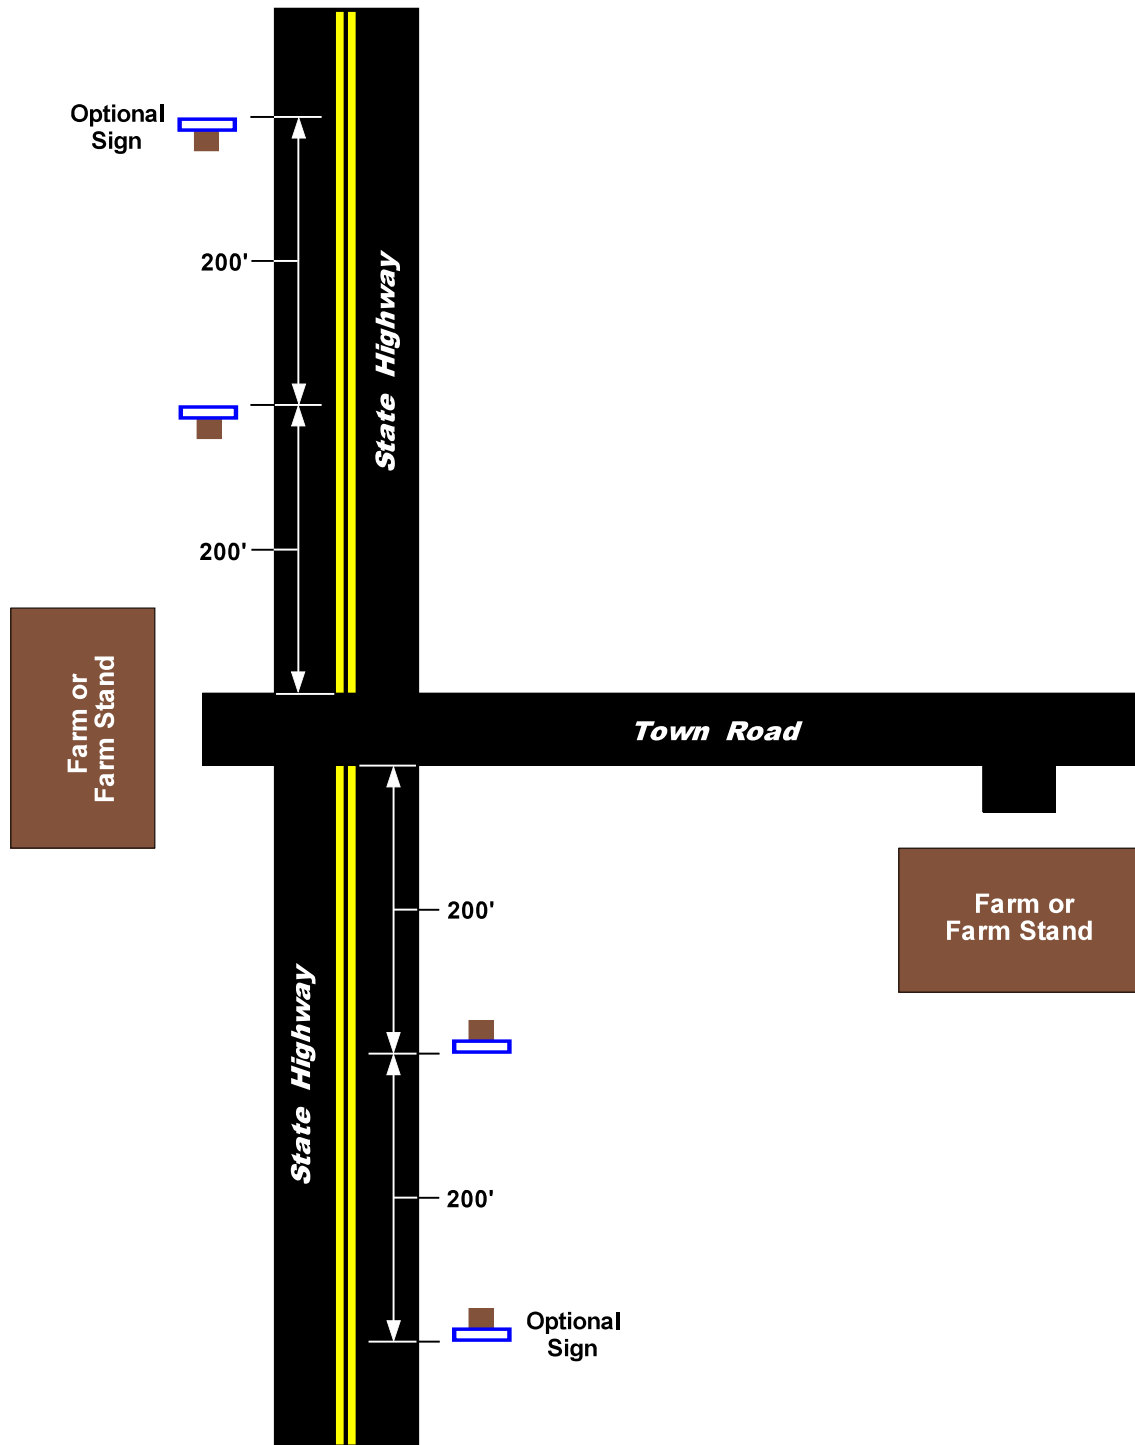 Optional
Sign
200'
State Highway
200'
Farm or
Farm Stand
Town Road
200'
Farm or
Farm Stand
State Highway
200'
Optional
Sign